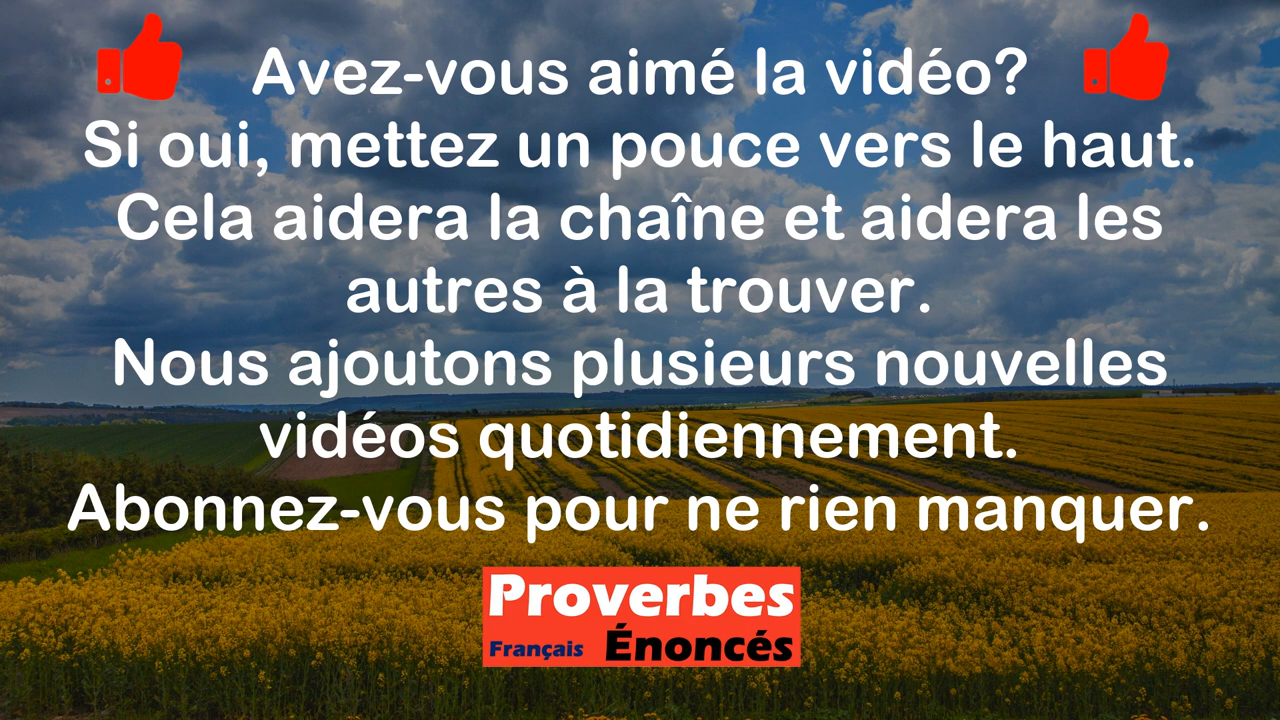 Avez-vous aimé la vidéo?
Si oui, mettez un pouce vers le haut.
Cela aidera la chaîne et aidera les
autres à la trouver.
Nous ajoutons plusieurs nouvelles
vidéos quotidiennement.
Abonnez-vous pour ne rien manquer.
Proverbes
Français Énoncés